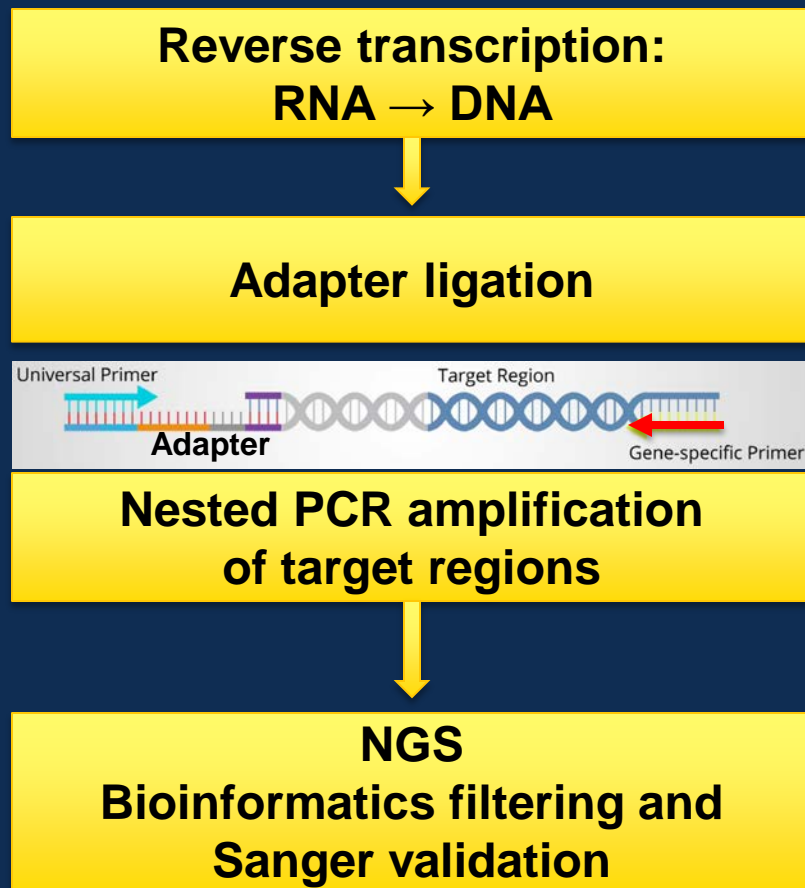 Reverse transcription:
RNA → DNA
Adapter ligation
Universal Primer
Target Region
Adapter
Gene-specific Primer
Nested PCR amplification
of target regions
NGS
Bioinformatics filtering and
Sanger validation